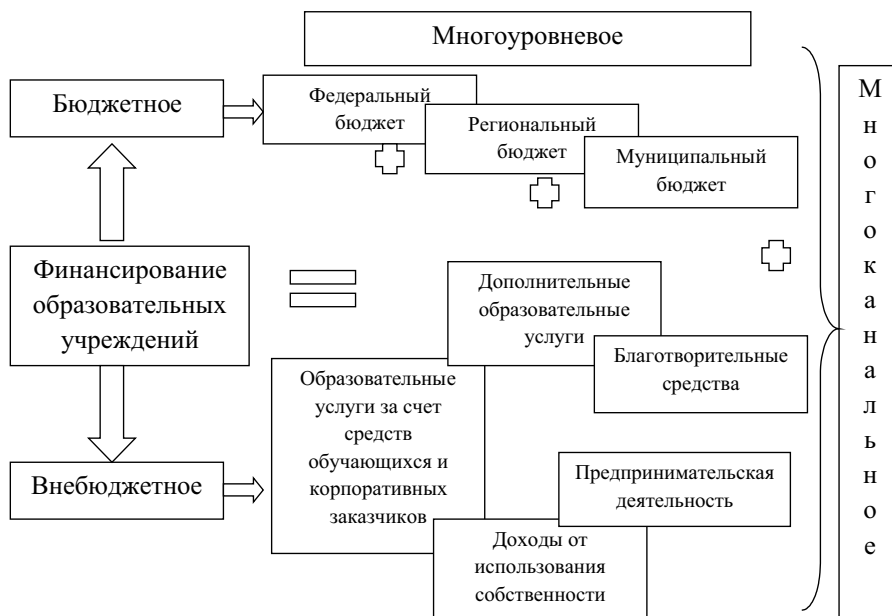 Многоуровневое
Бюджетное
Федеральный
бюджет
Региональный
бюджет
Муниципальный
бюджет
Финансирование
образовательных
учреждений
Дополнительные
образовательные
услуги
Благотворительные
средства
Образовательные
услуги за счет
средств
обучающихся и
корпоративных
заказчиков
Внебюджетное
Предпринимательская
деятельность
Доходы от
использования
собственности
М
н
о
г
о
к
а
н
а
л
ь
н
о
е